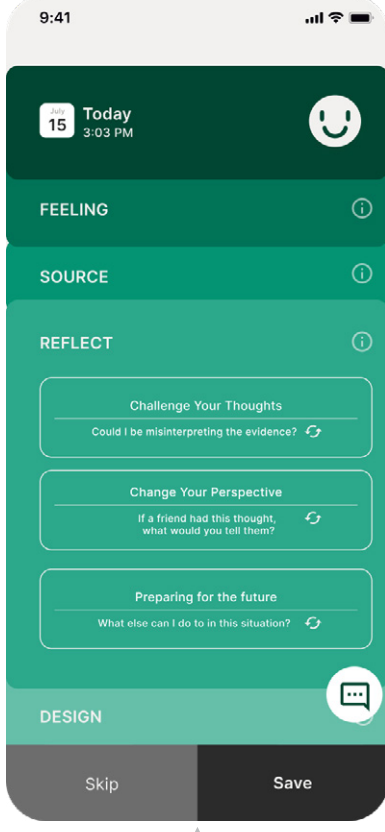 9:41
July
15
Today
3:03 PM
FEELING
SOURCE
REFLECT
Challenge Your Thoughts
Could I be misinterpreting the evidence?
Change Your Perspective
If a friend had this thought,
what would you tell them?
Preparing for the future
What else can I do to in this situation?
DESIGN
Skip
Save